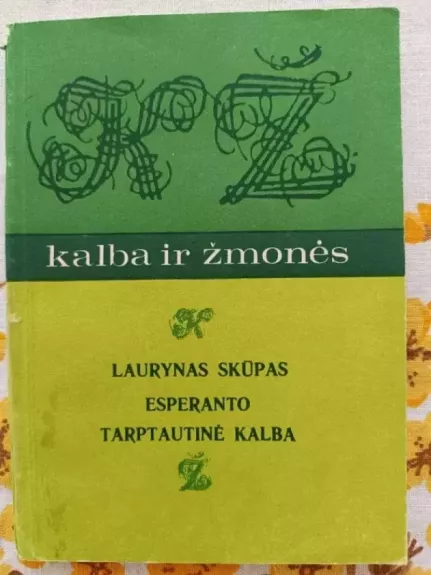 K Ž
kalba ir žmonės
K
LAURYNAS SKŪPAS
ESPERANTO
TARPTAUTINĖ KALBA
Ž